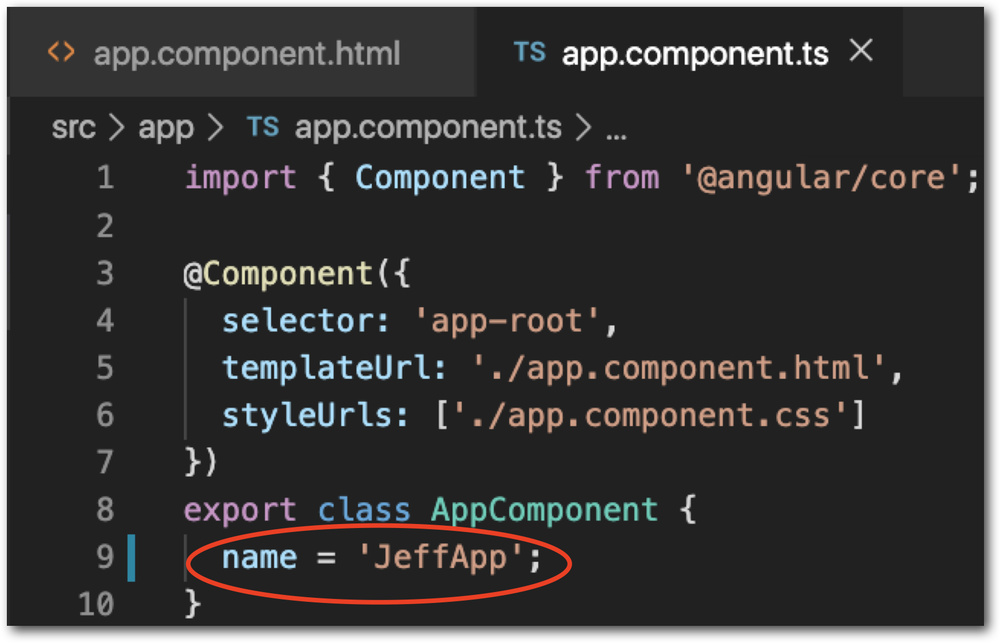 <> app.component.html TS app.component.ts ×
src > app > TS app.component.ts > ...
1 import { Component } from '@angular/core';
2
3 @Component({
4 selector: 'app-root',
5 templateUrl: './app.component.html',
6 styleUrls: ['./app.component.css']
7 })
8 export class AppComponent {
9 name = 'JeffApp';
10 }